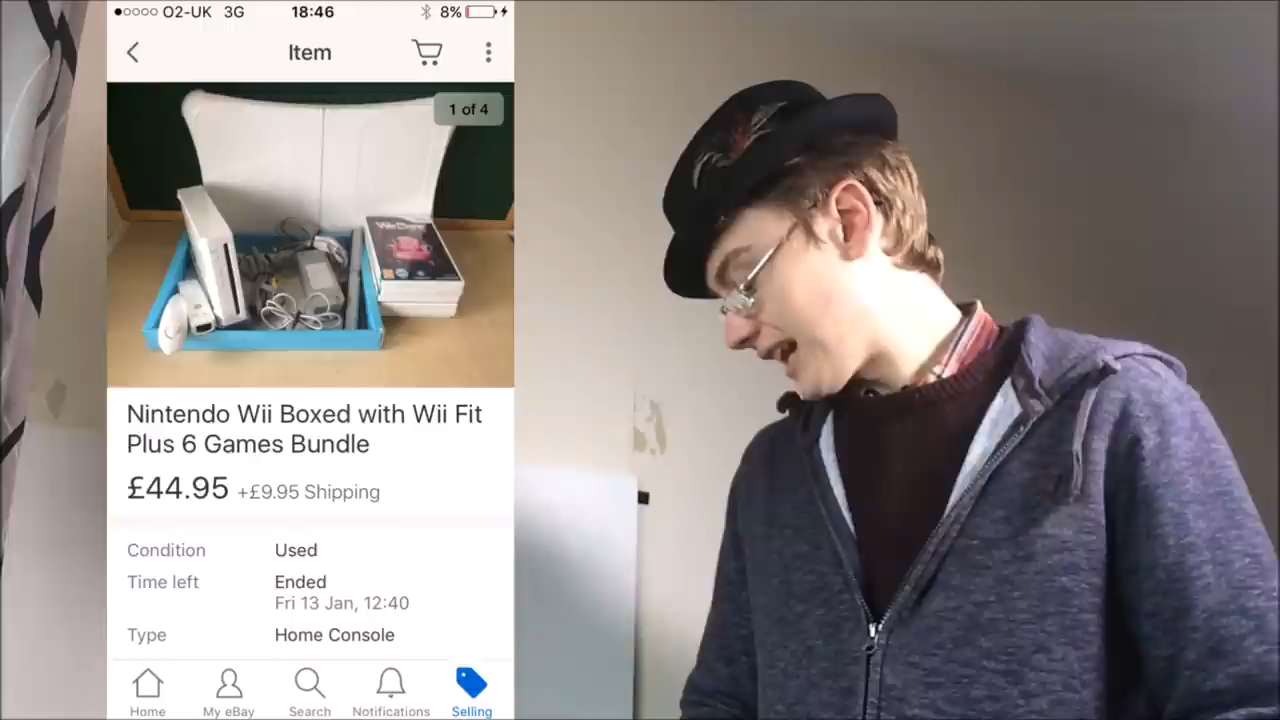 ●○○○○ O2-UK 3G 18:46 8%
Item
1 of 4
Nintendo Wii Boxed with Wii Fit
Plus 6 Games Bundle
£44.95 +£9.95 Shipping
Condition Used
Time left Ended
Fri 13 Jan, 12:40
Type Home Console
Home My eBay Search Notifications Selling